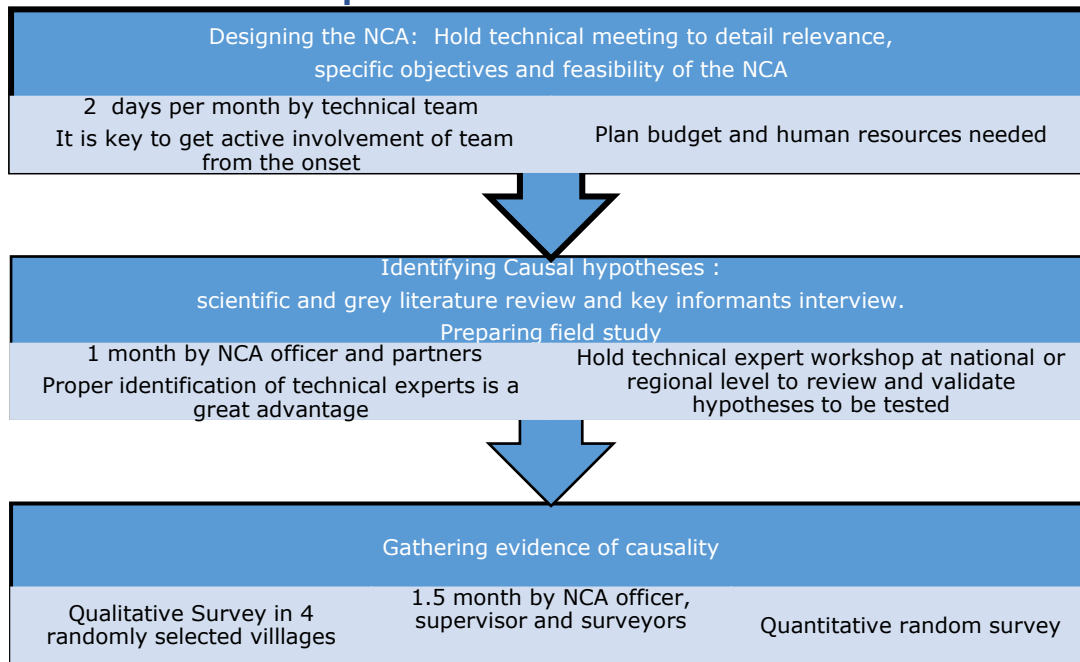 Designing the NCA: Hold technical meeting to detail relevance,
specific objectives and feasibility of the NCA
2 days per month by technical team
It is key to get active involvement of team
from the onset
Plan budget and human resources needed
Identifying Causal hypotheses :
scientific and grey literature review and key informants interview.
Preparing field study
1 month by NCA officer and partners
Proper identification of technical experts is a
great advantage
Hold technical expert workshop at national or
regional level to review and validate
hypotheses to be tested
Gathering evidence of causality
Qualitative Survey in 4
randomly selected villlages
1.5 month by NCA officer,
supervisor and surveyors
Quantitative random survey